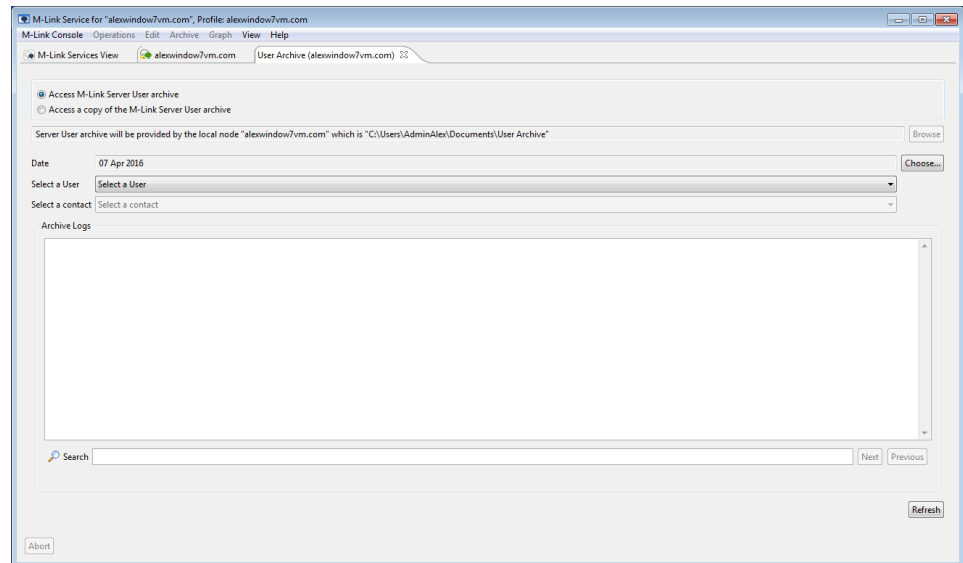 M-Link Service for "alexwindow7vm.com", Profile: alexwindow7vm.com
M-Link Console Operations Edit Archive Graph View Help
M-Link Services View alexwindow7vm.com User Archive (alexwindow7vm.com)
Access M-Link Server User archive
Access a copy of the M-Link Server User archive
Server User archive will be provided by the local node "alexwindow7vm.com" which is "C:\Users\AdminAlex\Documents\User Archive" Browse
Date 07 Apr 2016 Choose...
Select a User Select a User
Select a contact Select a contact
Archive Logs
Search Next Previous
Refresh
Abort